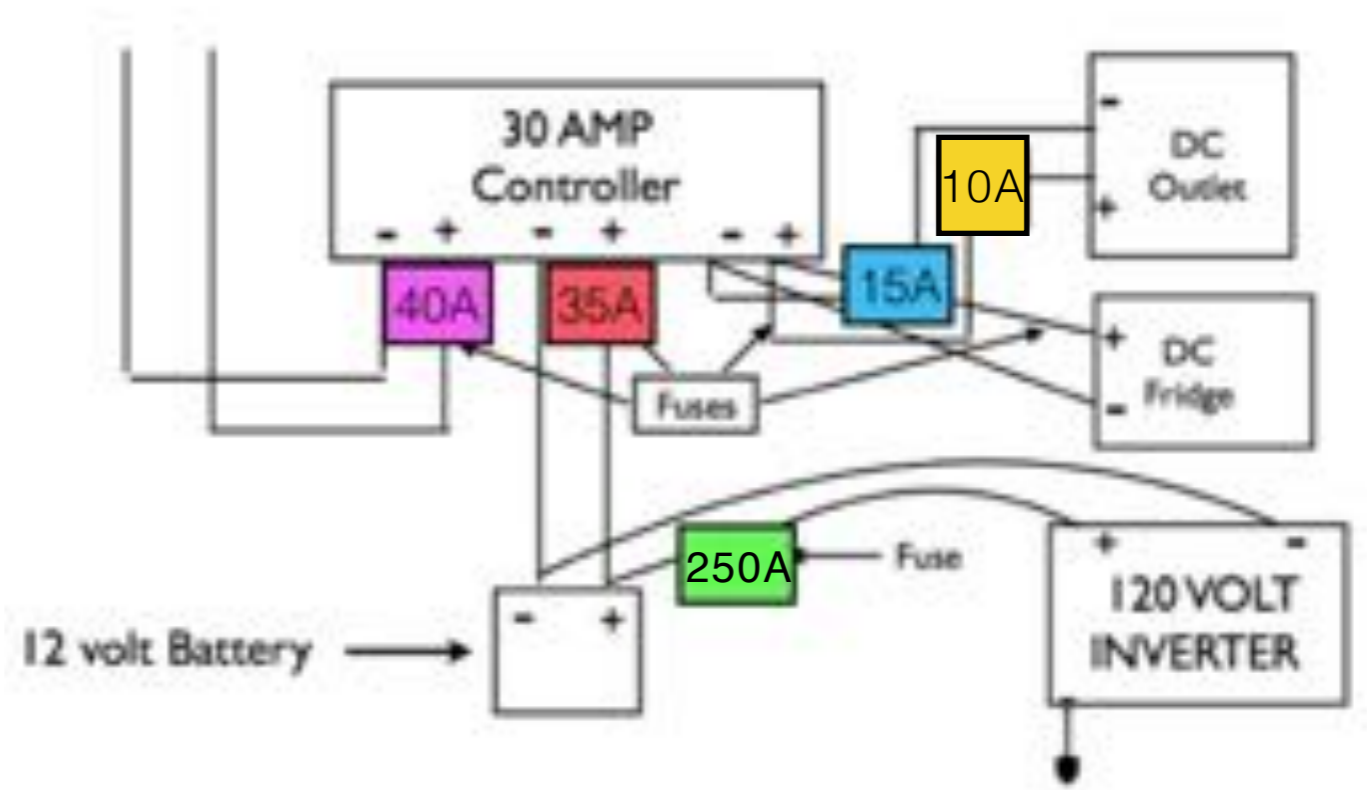 30 AMP
Controller
- + - + - +
40A
35A
15A
10A
-
DC
Outlet
+
+
DC
Fridge
-
Fuses
250A
Fuse
+ -
120 VOLT
INVERTER
12 volt Battery
- +